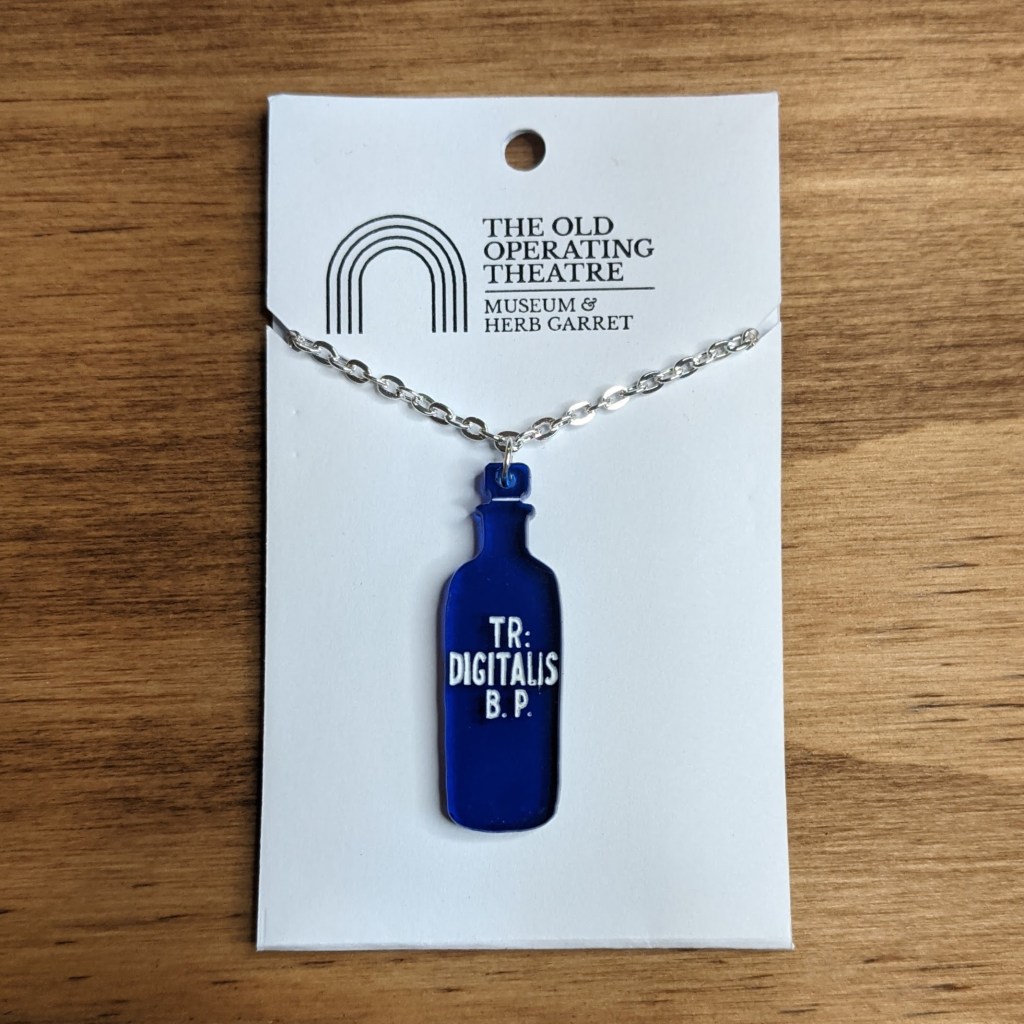 THE OLD
OPERATING
THEATRE
MUSEUM &
HERB GARRET
TR:
DIGITALIS
B. P.